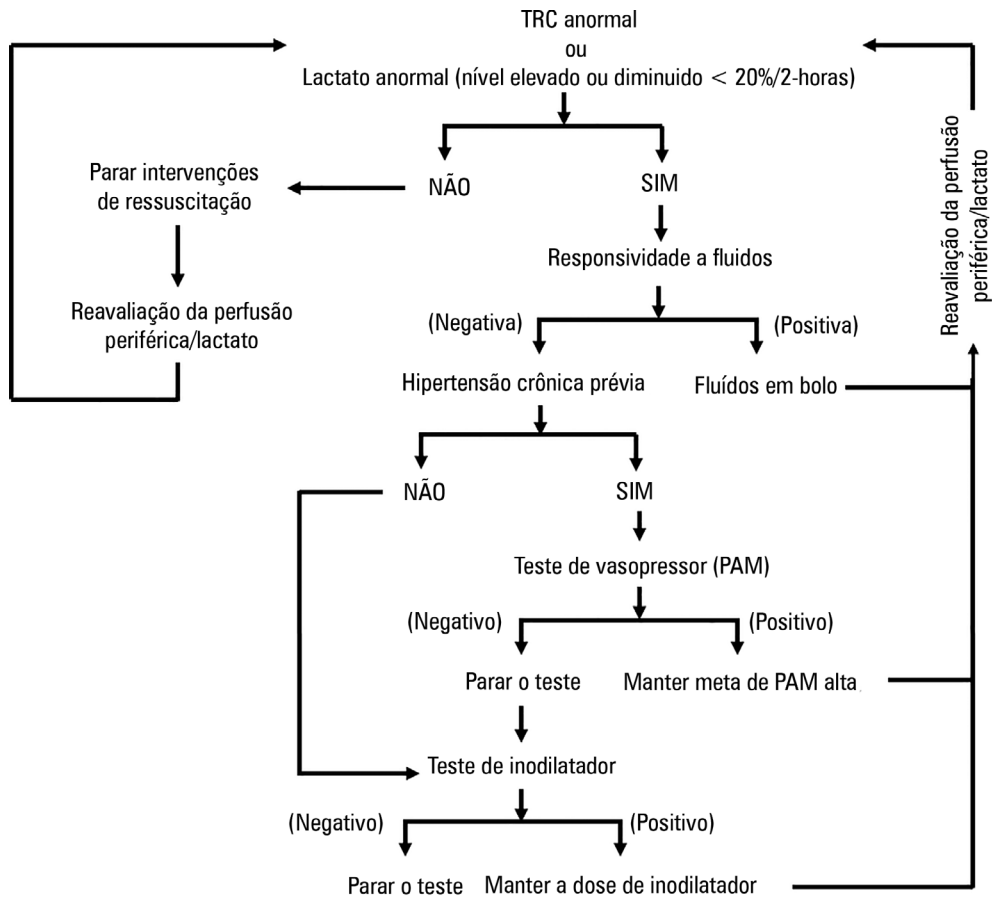 TRC anormal
ou
Lactato anormal (nível elevado ou diminuido < 20%/2-horas)
NÃO
SIM
Parar intervenções
de ressuscitação
Reavaliação da perfusão
periférica/lactato
Responsividade a fluidos
(Negativa)
(Positiva)
Hipertensão crônica prévia
Fluídos em bolo
NÃO
SIM
Teste de vasopressor (PAM)
(Negativo)
(Positivo)
Parar o teste
Manter meta de PAM alta
Teste de inodilatador
(Negativo)
(Positivo)
Parar o teste
Manter a dose de inodilatador
Reavaliação da perfusão
periférica/lactato